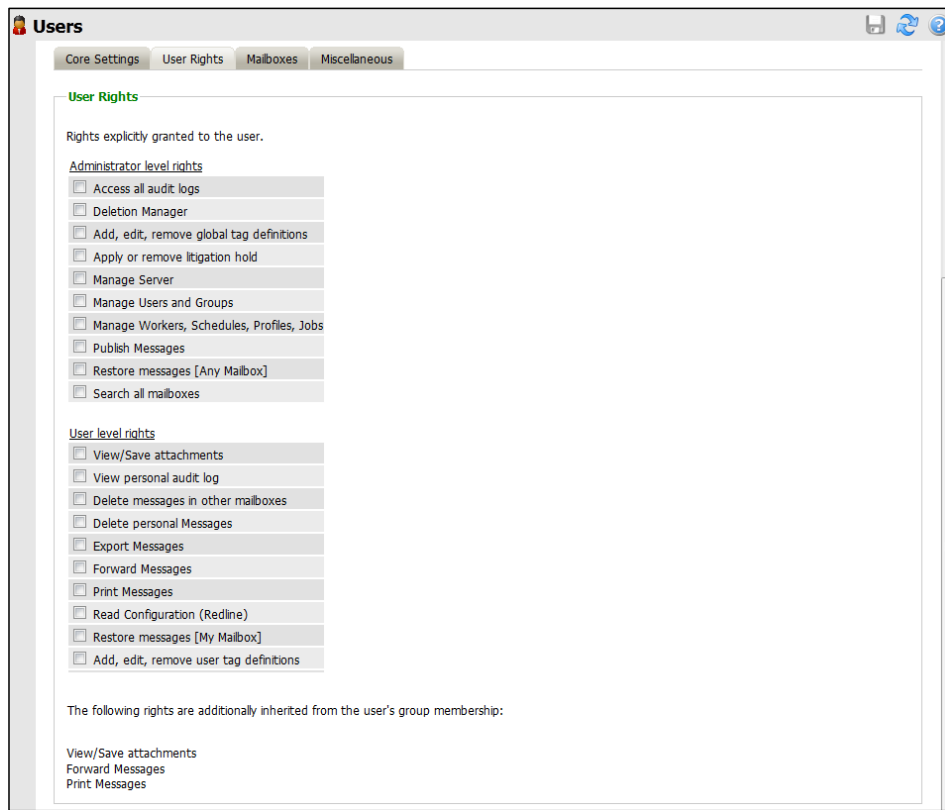 Users
Core Settings User Rights Mailboxes Miscellaneous
User Rights
Rights explicitly granted to the user.
Administrator level rights
Access all audit logs
Deletion Manager
Add, edit, remove global tag definitions
Apply or remove litigation hold
Manage Server
Manage Users and Groups
Manage Workers, Schedules, Profiles, Jobs
Publish Messages
Restore messages [Any Mailbox]
Search all mailboxes
User level rights
View/Save attachments
View personal audit log
Delete messages in other mailboxes
Delete personal Messages
Export Messages
Forward Messages
Print Messages
Read Configuration (Redline)
Restore messages [My Mailbox]
Add, edit, remove user tag definitions
The following rights are additionally inherited from the user's group membership:
View/Save attachments
Forward Messages
Print Messages